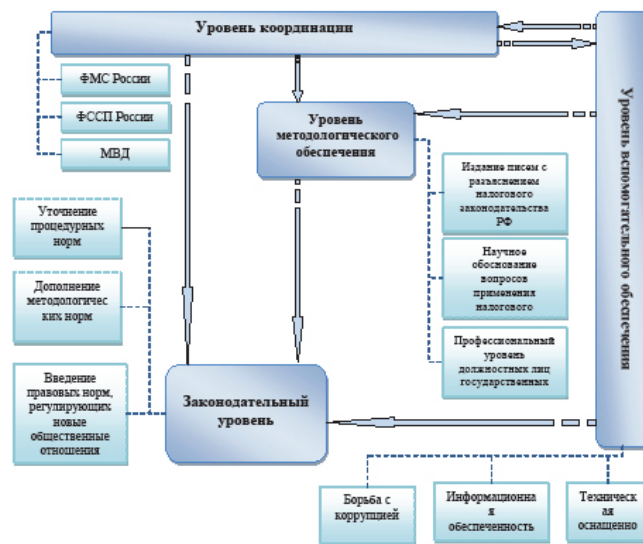 Уровень координации
ФМС России
ФССП России
МВД
Уровень
методологического
обеспечения
Уровень вспомогательного обеспечения
Издание писем с
разъяснением
налогового
законодательства
РФ
Научное
обоснование
вопросов
применения
налогового
Профессиональный
уровень
должностных лиц
государственных
Уточнение
процедурных
норм
Дополнение
методологичес
ких норм
Введение
правовых норм,
регулирующих
новые
общественные
отношения
Законодательный
уровень
Борьба с
коррупцией
Информационна
я
обеспеченность
Техническ
ая
оснащенно